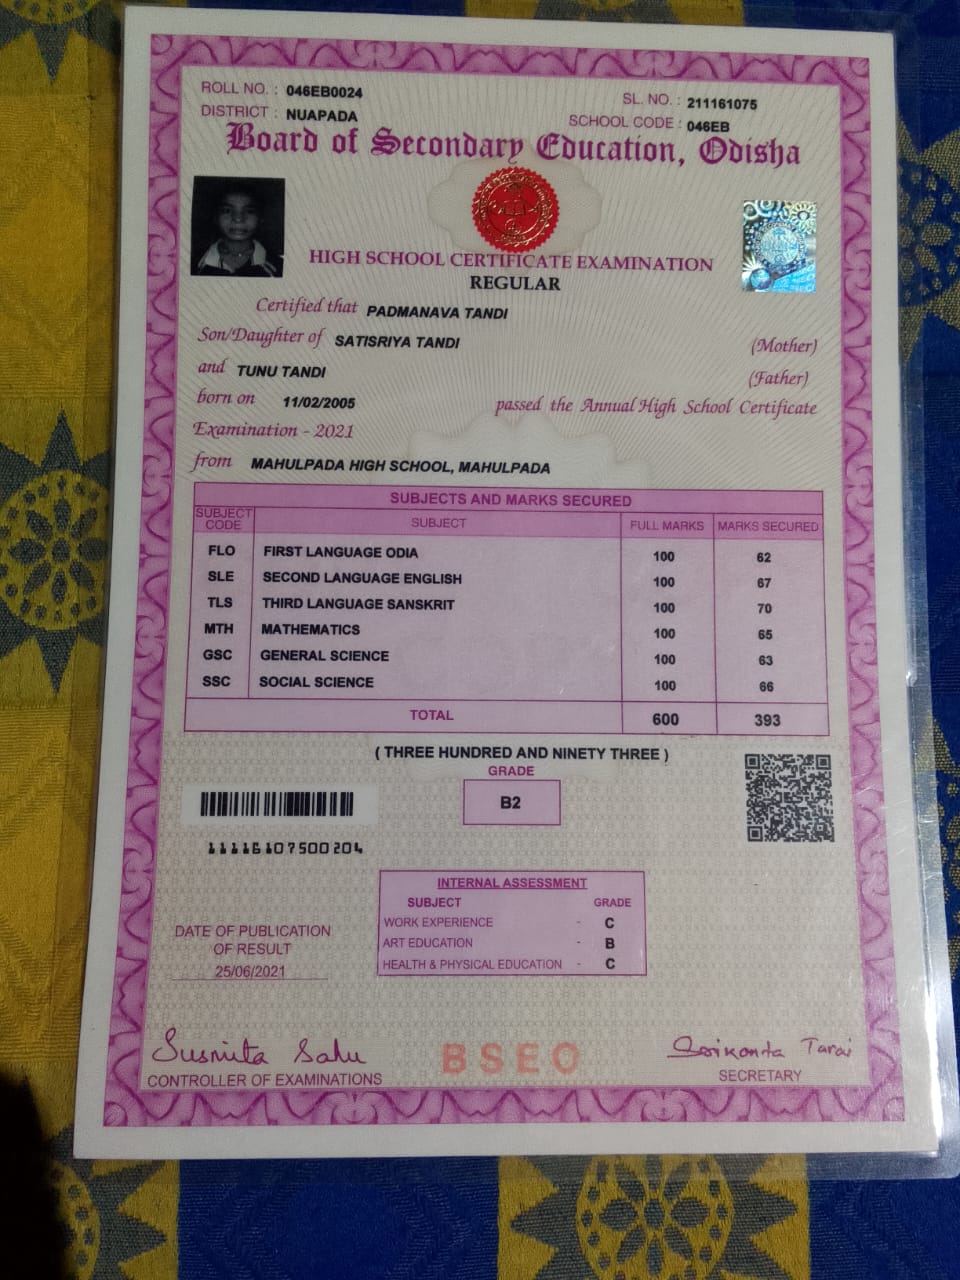 ROLL NO. : 046EB0024
SL. NO. : 211161075
DISTRICT : NUAPADA
SCHOOL CODE : 046EB
Board of Secondary Education, Odisha
HIGH SCHOOL CERTIFICATE EXAMINATION
REGULAR
Certified that PADMANAVA TANDI
Son/Daughter of SATISRIYA TANDI (Mother)
and TUNU TANDI (Father)
born on 11/02/2005 passed the Annual High School Certificate
Examination - 2021
from MAHULPADA HIGH SCHOOL, MAHULPADA
SUBJECTS AND MARKS SECURED
SUBJECT CODE SUBJECT FULL MARKS MARKS SECURED
FLO FIRST LANGUAGE ODIA 100 62
SLE SECOND LANGUAGE ENGLISH 100 67
TLS THIRD LANGUAGE SANSKRIT 100 70
MTH MATHEMATICS 100 65
GSC GENERAL SCIENCE 100 63
SSC SOCIAL SCIENCE 100 66
TOTAL 600 393
( THREE HUNDRED AND NINETY THREE )
GRADE
B2
11116107500204
INTERNAL ASSESSMENT
SUBJECT GRADE
WORK EXPERIENCE - C
ART EDUCATION - B
HEALTH & PHYSICAL EDUCATION - C
DATE OF PUBLICATION
OF RESULT
25/06/2021
Susmita Sahu
CONTROLLER OF EXAMINATIONS
BSEO
Srikanta Tarai
SECRETARY